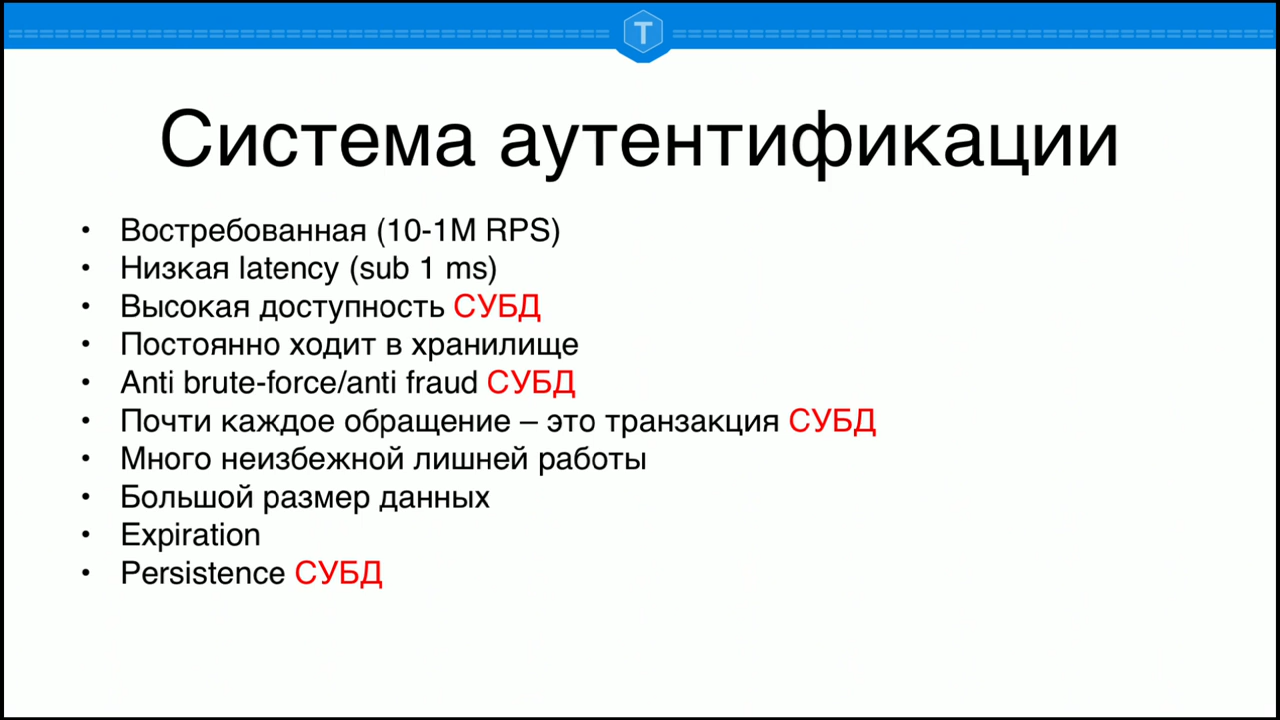 T
Система аутентификации
• Востребованная (10-1M RPS)
• Низкая latency (sub 1 ms)
• Высокая доступность СУБД
• Постоянно ходит в хранилище
• Anti brute-force/anti fraud СУБД
• Почти каждое обращение – это транзакция СУБД
• Много неизбежной лишней работы
• Большой размер данных
• Expiration
• Persistence СУБД